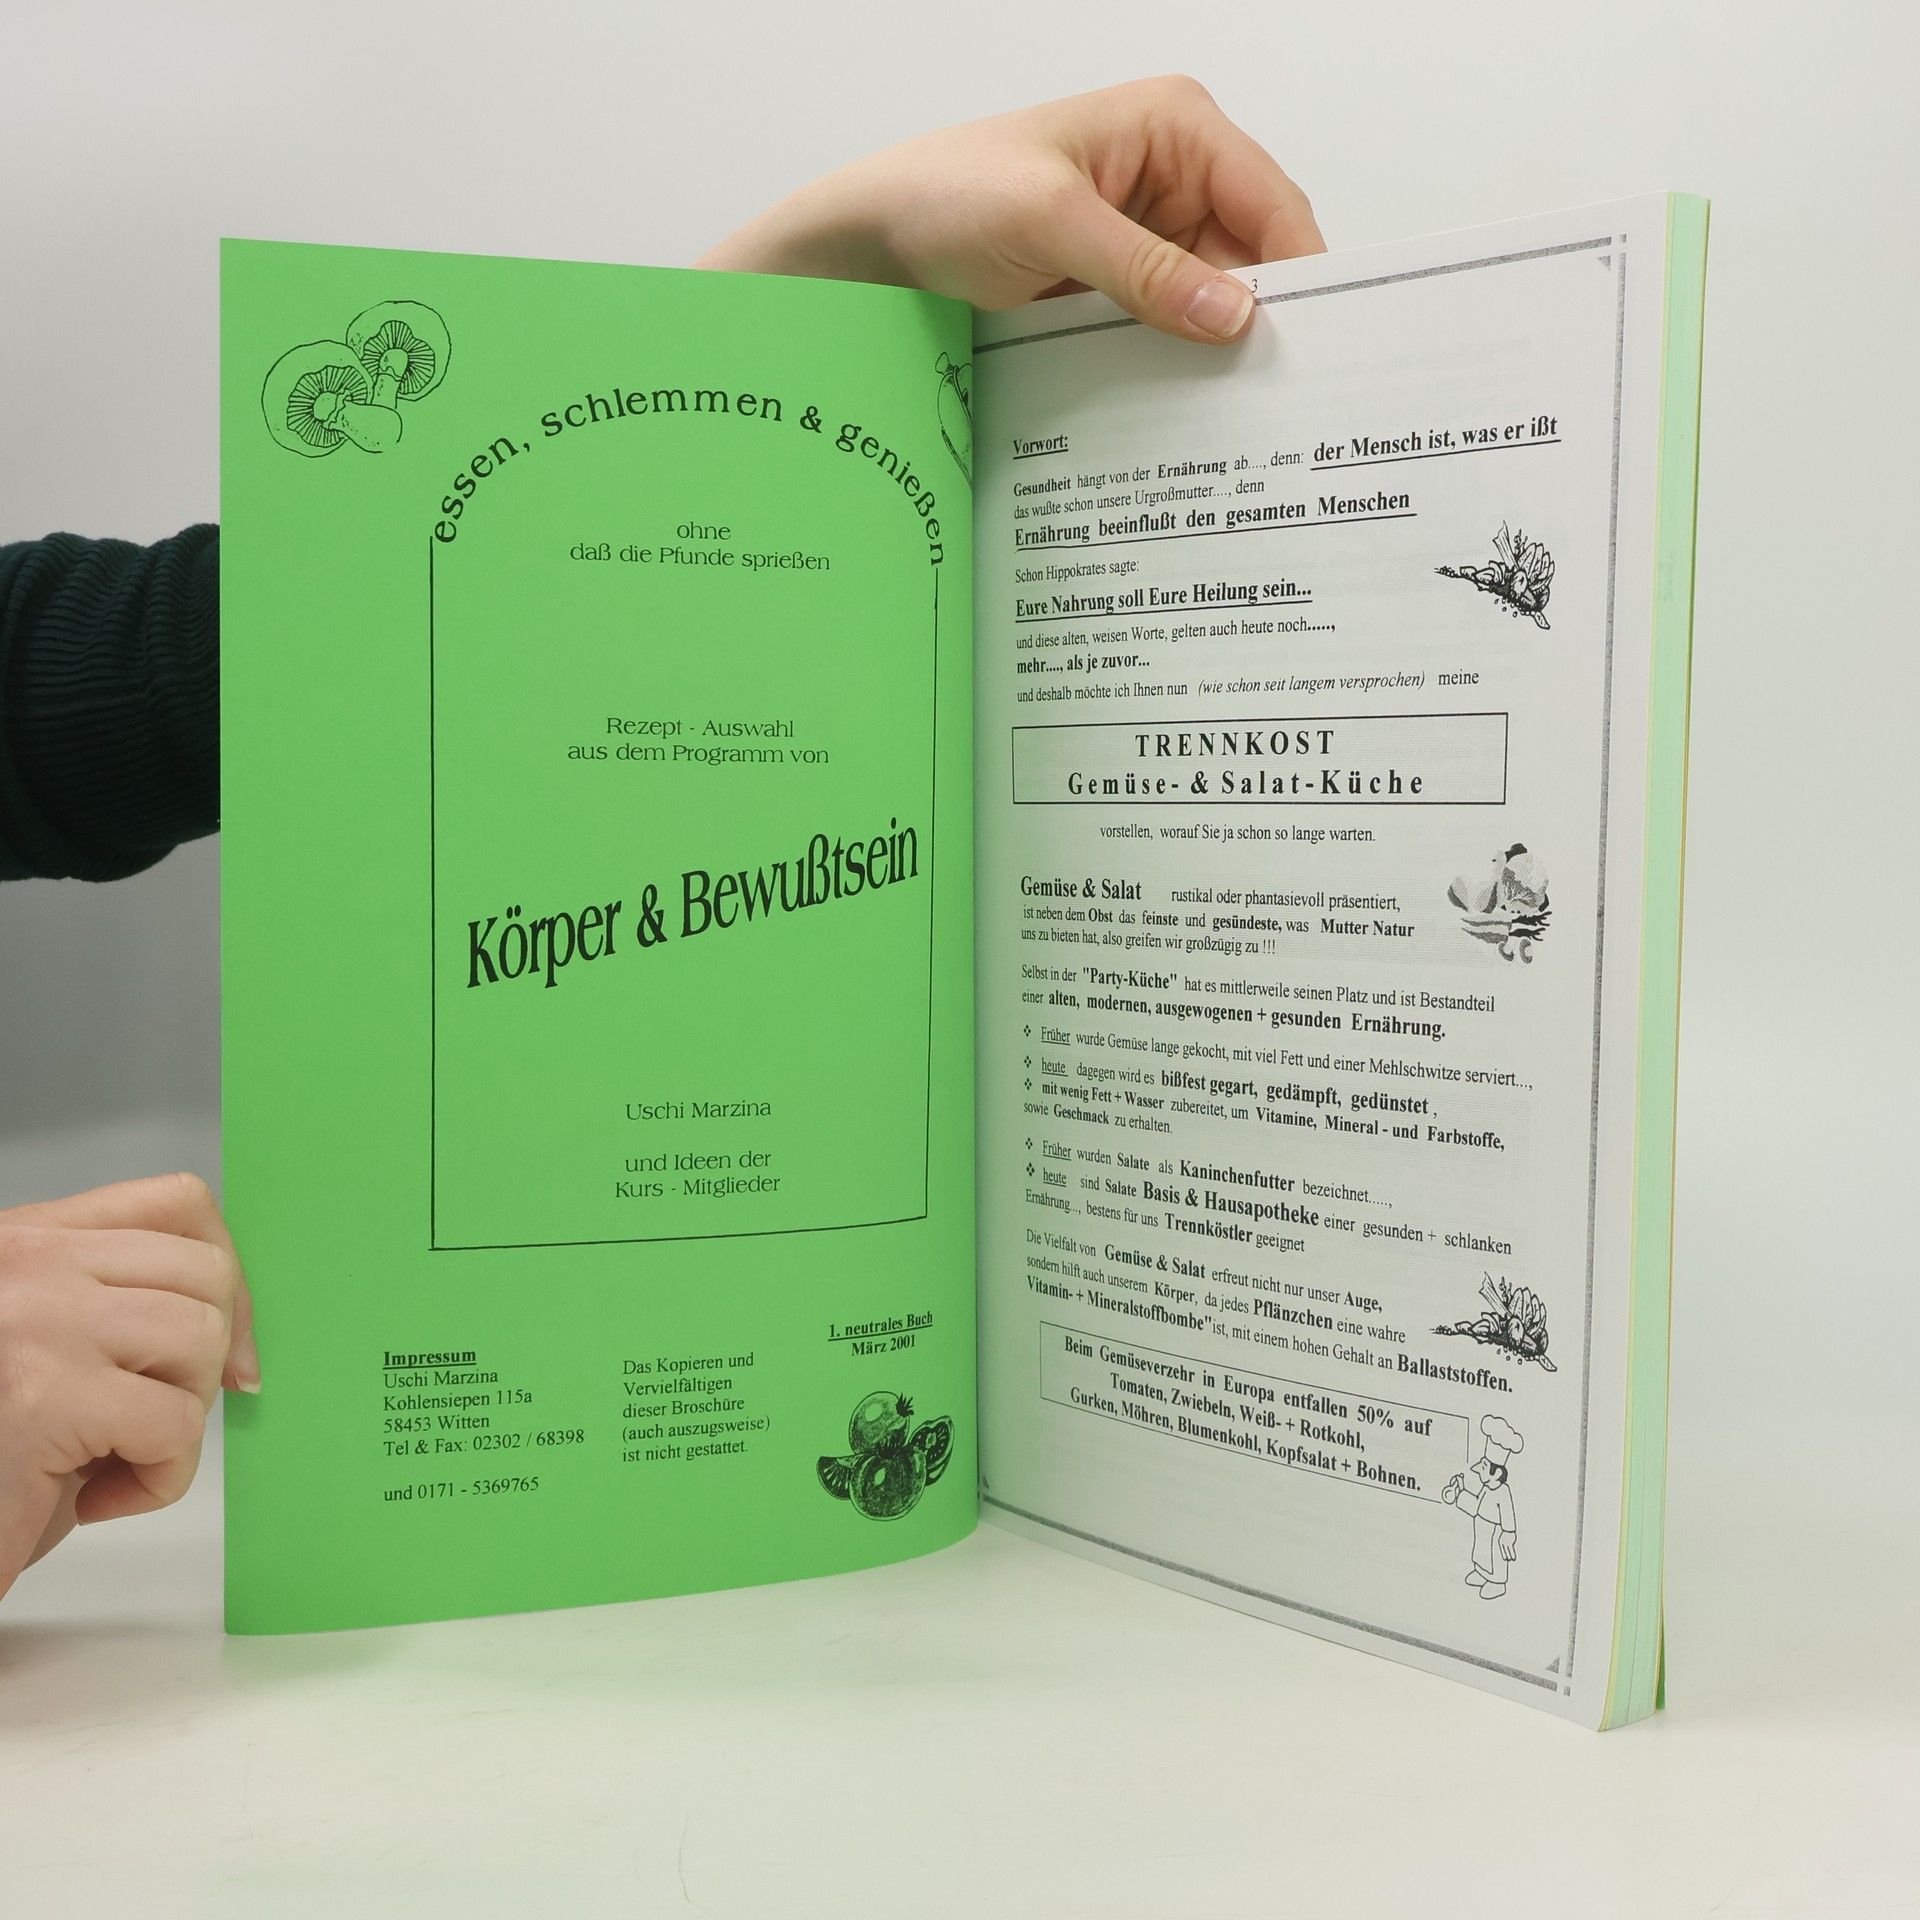 essen, schlemmen & genießen
ohne
daß die Pfunde sprießen
Rezept - Auswahl
aus dem Programm von
Körper & Bewußtsein
Uschi Marzina
und Ideen der
Kurs - Mitglieder
1. neutrales Buch
März 2001
Impressum
Uschi Marzina
Kohlensiepen 115a
58453 Witten
Tel & Fax: 02302 / 68398
und 0171 - 5369765
Das Kopieren und
Vervielfältigen
dieser Broschüre
(auch auszugsweise)
ist nicht gestattet.
3
Vorwort:
Gesundheit hängt von der Ernährung ab...., denn: der Mensch ist, was er ißt
das wußte schon unsere Urgroßmutter...., denn
Ernährung beeinflußt den gesamten Menschen
Schon Hippokrates sagte:
Eure Nahrung soll Eure Heilung sein...
und diese alten, weisen Worte, gelten auch heute noch.....,
mehr...., als je zuvor...
und deshalb möchte ich Ihnen nun (wie schon seit langem versprochen) meine
TRENNKOST
Gemüse- & Salat-Küche
vorstellen, worauf Sie ja schon so lange warten.
Gemüse & Salat rustikal oder phantasievoll präsentiert,
ist neben dem Obst das feinste und gesündeste, was Mutter Natur
uns zu bieten hat, also greifen wir großzügig zu !!!
Selbst in der "Party-Küche" hat es mittlerweile seinen Platz und ist Bestandteil
einer alten, modernen, ausgewogenen + gesunden Ernährung.
❖ Früher wurde Gemüse lange gekocht, mit viel Fett und einer Mehlschwitze serviert...,
❖ heute dagegen wird es bißfest gegart, gedämpft, gedünstet ,
❖ mit wenig Fett + Wasser zubereitet, um Vitamine, Mineral - und Farbstoffe,
sowie Geschmack zu erhalten.
❖ Früher wurden Salate als Kaninchenfutter bezeichnet.....,
❖ heute sind Salate Basis & Hausapotheke einer gesunden + schlanken
Ernährung..., bestens für uns Trennköstler geeignet
Die Vielfalt von Gemüse & Salat erfreut nicht nur unser Auge,
sondern hilft auch unserem Körper, da jedes Pflänzchen eine wahre
Vitamin- + Mineralstoffbombe" ist, mit einem hohen Gehalt an Ballaststoffen.
Beim Gemüseverzehr in Europa entfallen 50% auf
Tomaten, Zwiebeln, Weiß- + Rotkohl,
Gurken, Möhren, Blumenkohl, Kopfsalat + Bohnen.